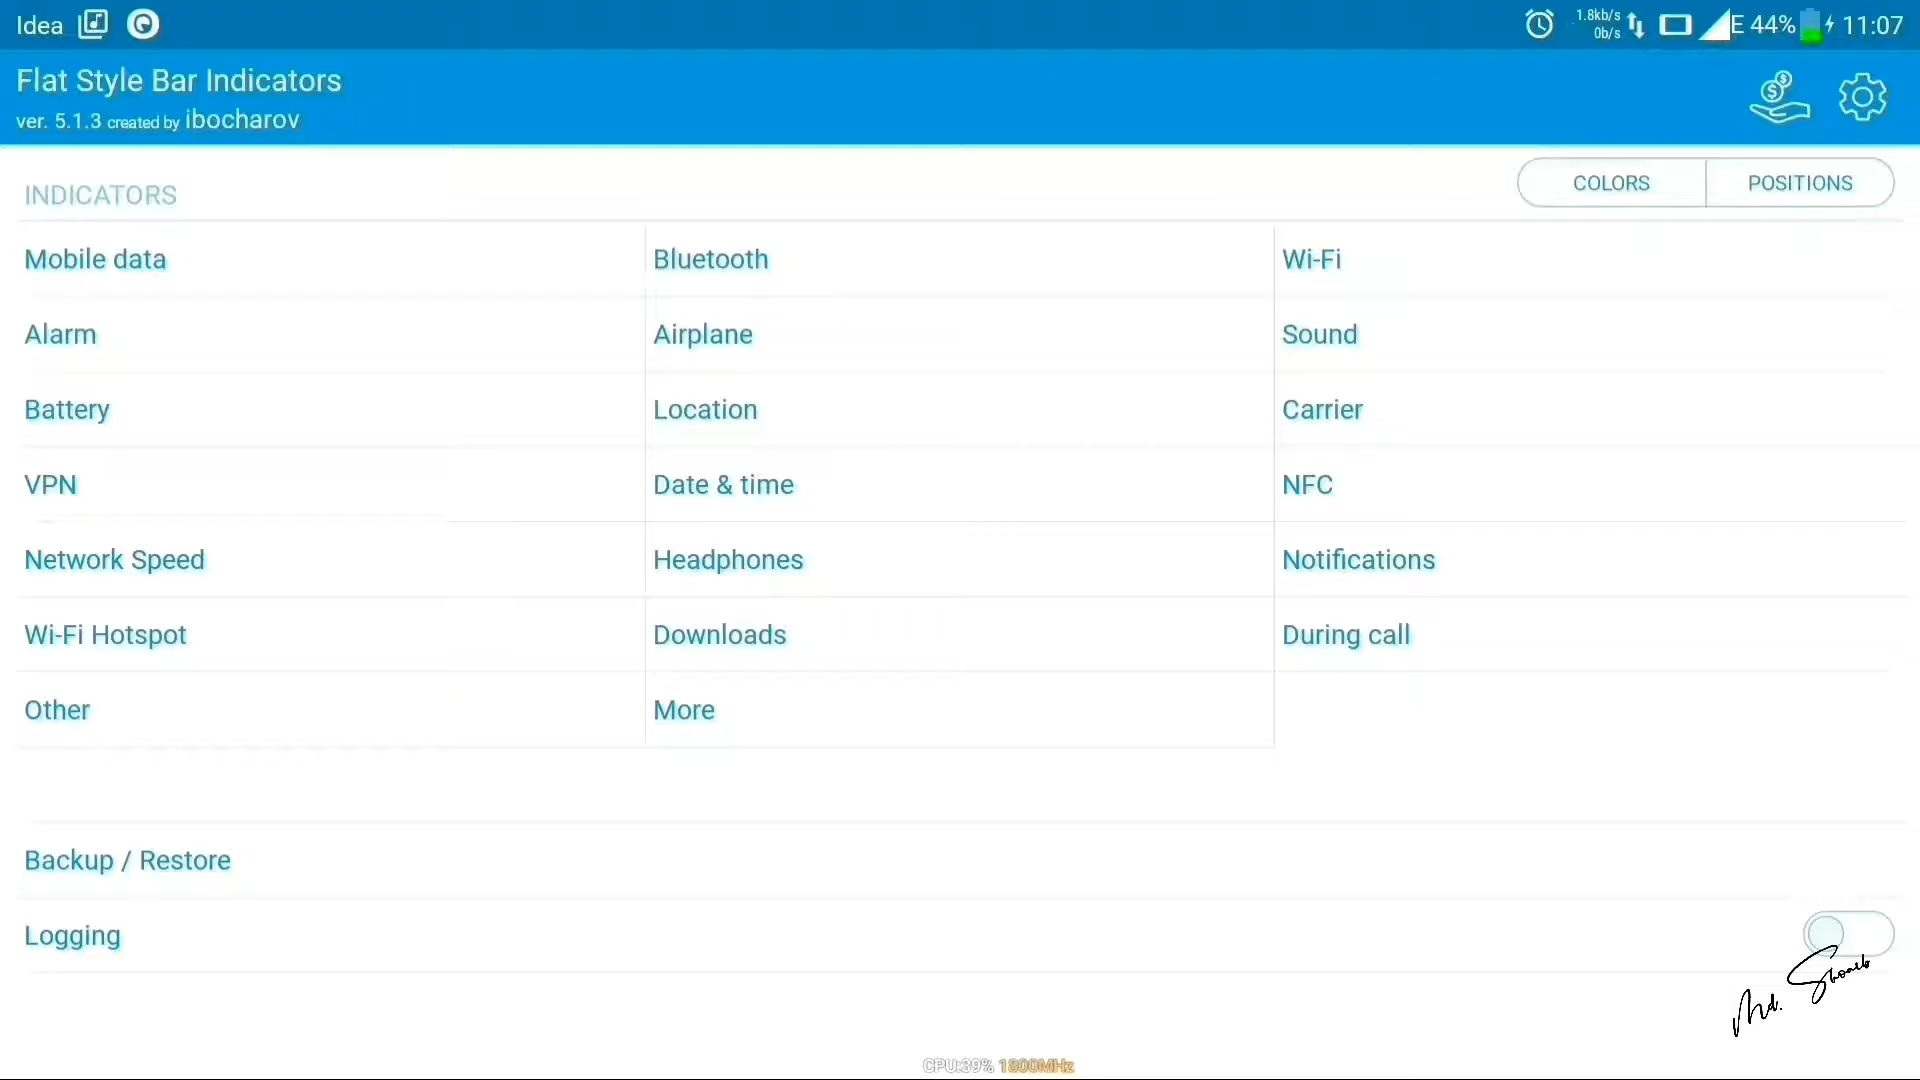 Idea 1.8kb/s 0b/s E 44% 11:07
Flat Style Bar Indicators
ver. 5.1.3 created by ibocharov
INDICATORS COLORS POSITIONS
Mobile data Bluetooth Wi-Fi
Alarm Airplane Sound
Battery Location Carrier
VPN Date & time NFC
Network Speed Headphones Notifications
Wi-Fi Hotspot Downloads During call
Other More
Backup / Restore
Logging
Md.
CPU:39% 1800MHz